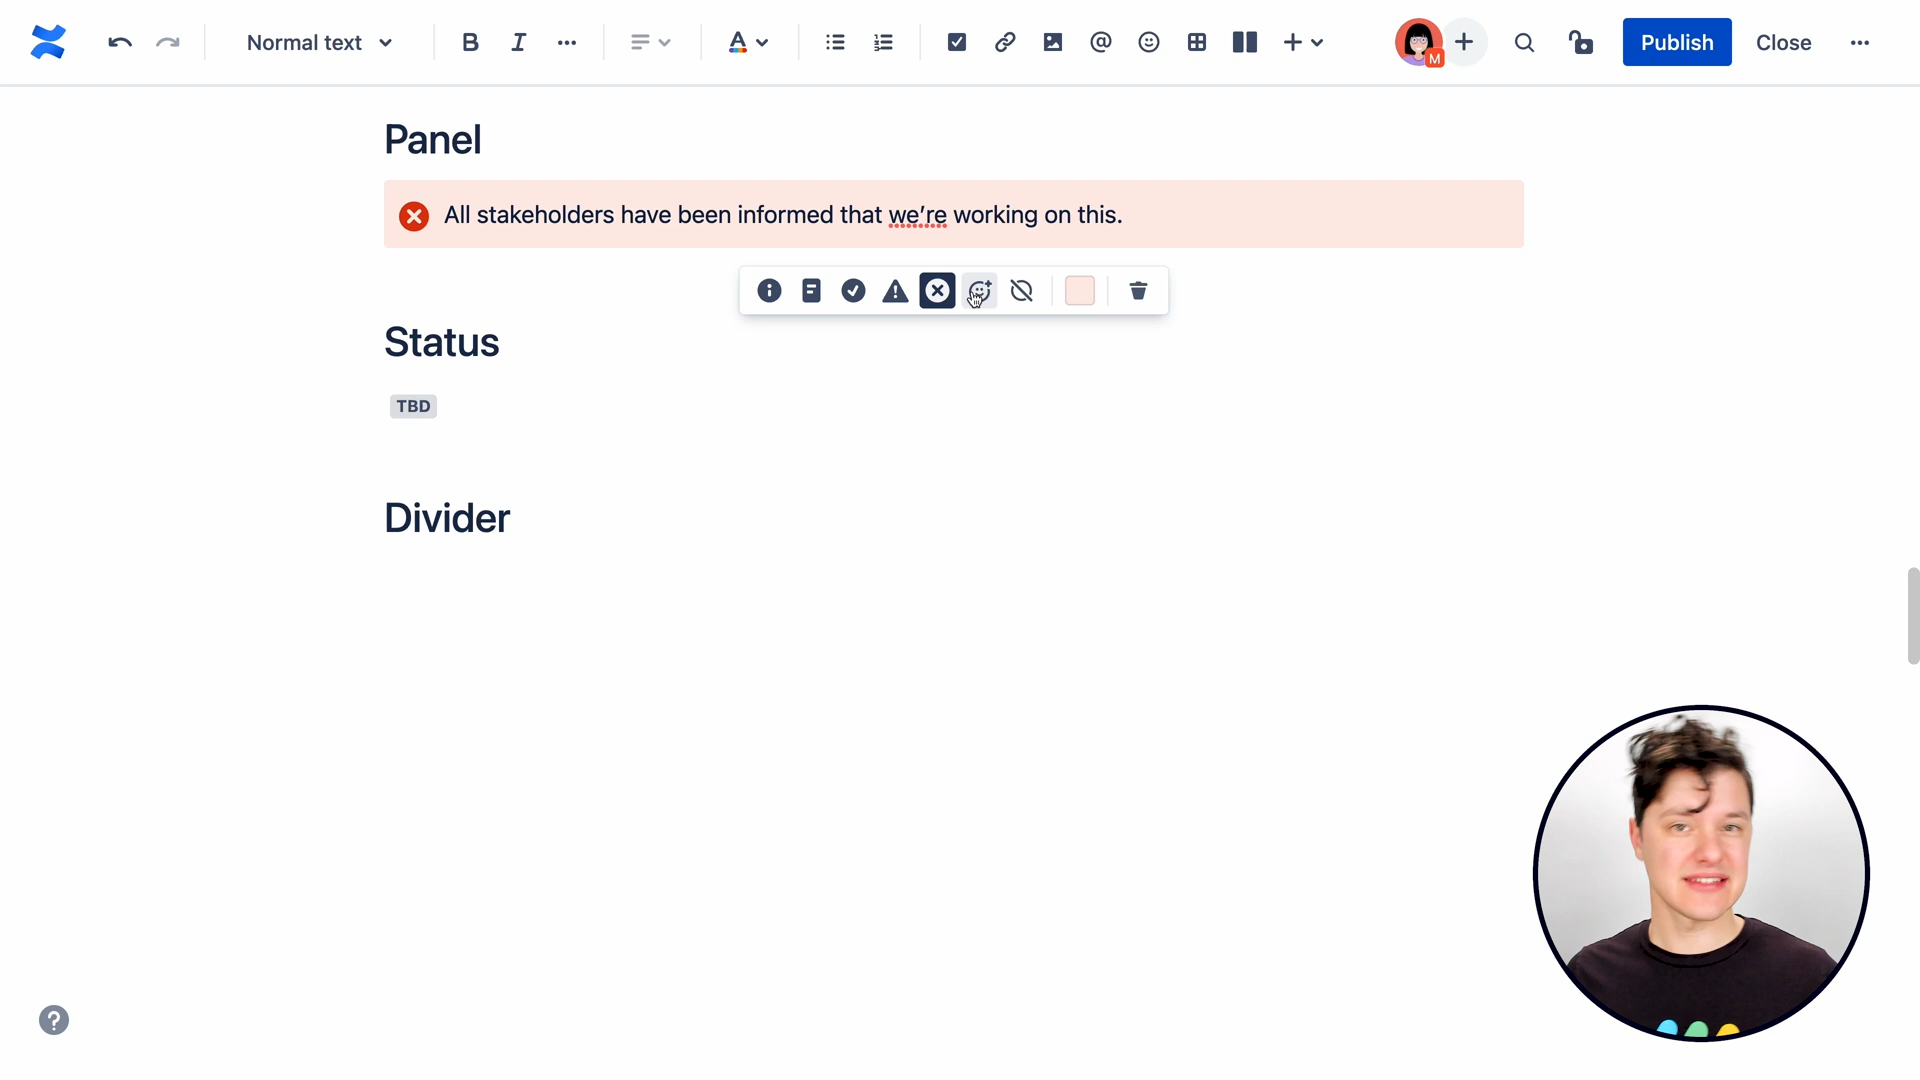 Normal text
B
I
A
@
M
Publish
Close
Panel
All stakeholders have been informed that we're working on this.
Status
TBD
Divider
?